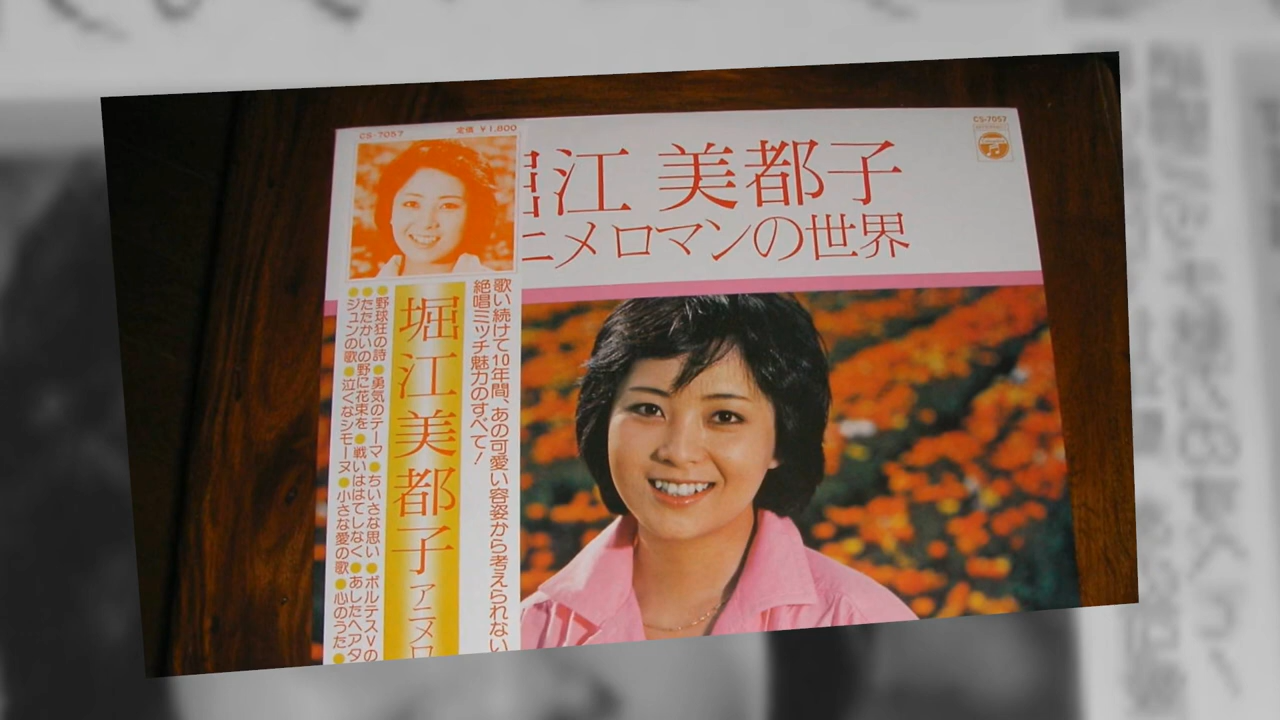 CS-7057
定価 ￥1,800
CS-7057
堀江 美都子
ニメロマンの世界
歌い続けて10年間、あの可愛い容姿から考えられない
絶唱ミッチ魅力のすべて!
堀江美都子 アニメロ
●野球狂の詩●勇気のテーマ●ちいさな思い●ボルテスVの
●たたかいの野に花束を●戦いははてしなく●あしたへアタ
●ジュンの歌●泣くなシモーヌ●小さな愛の歌●心のうた●